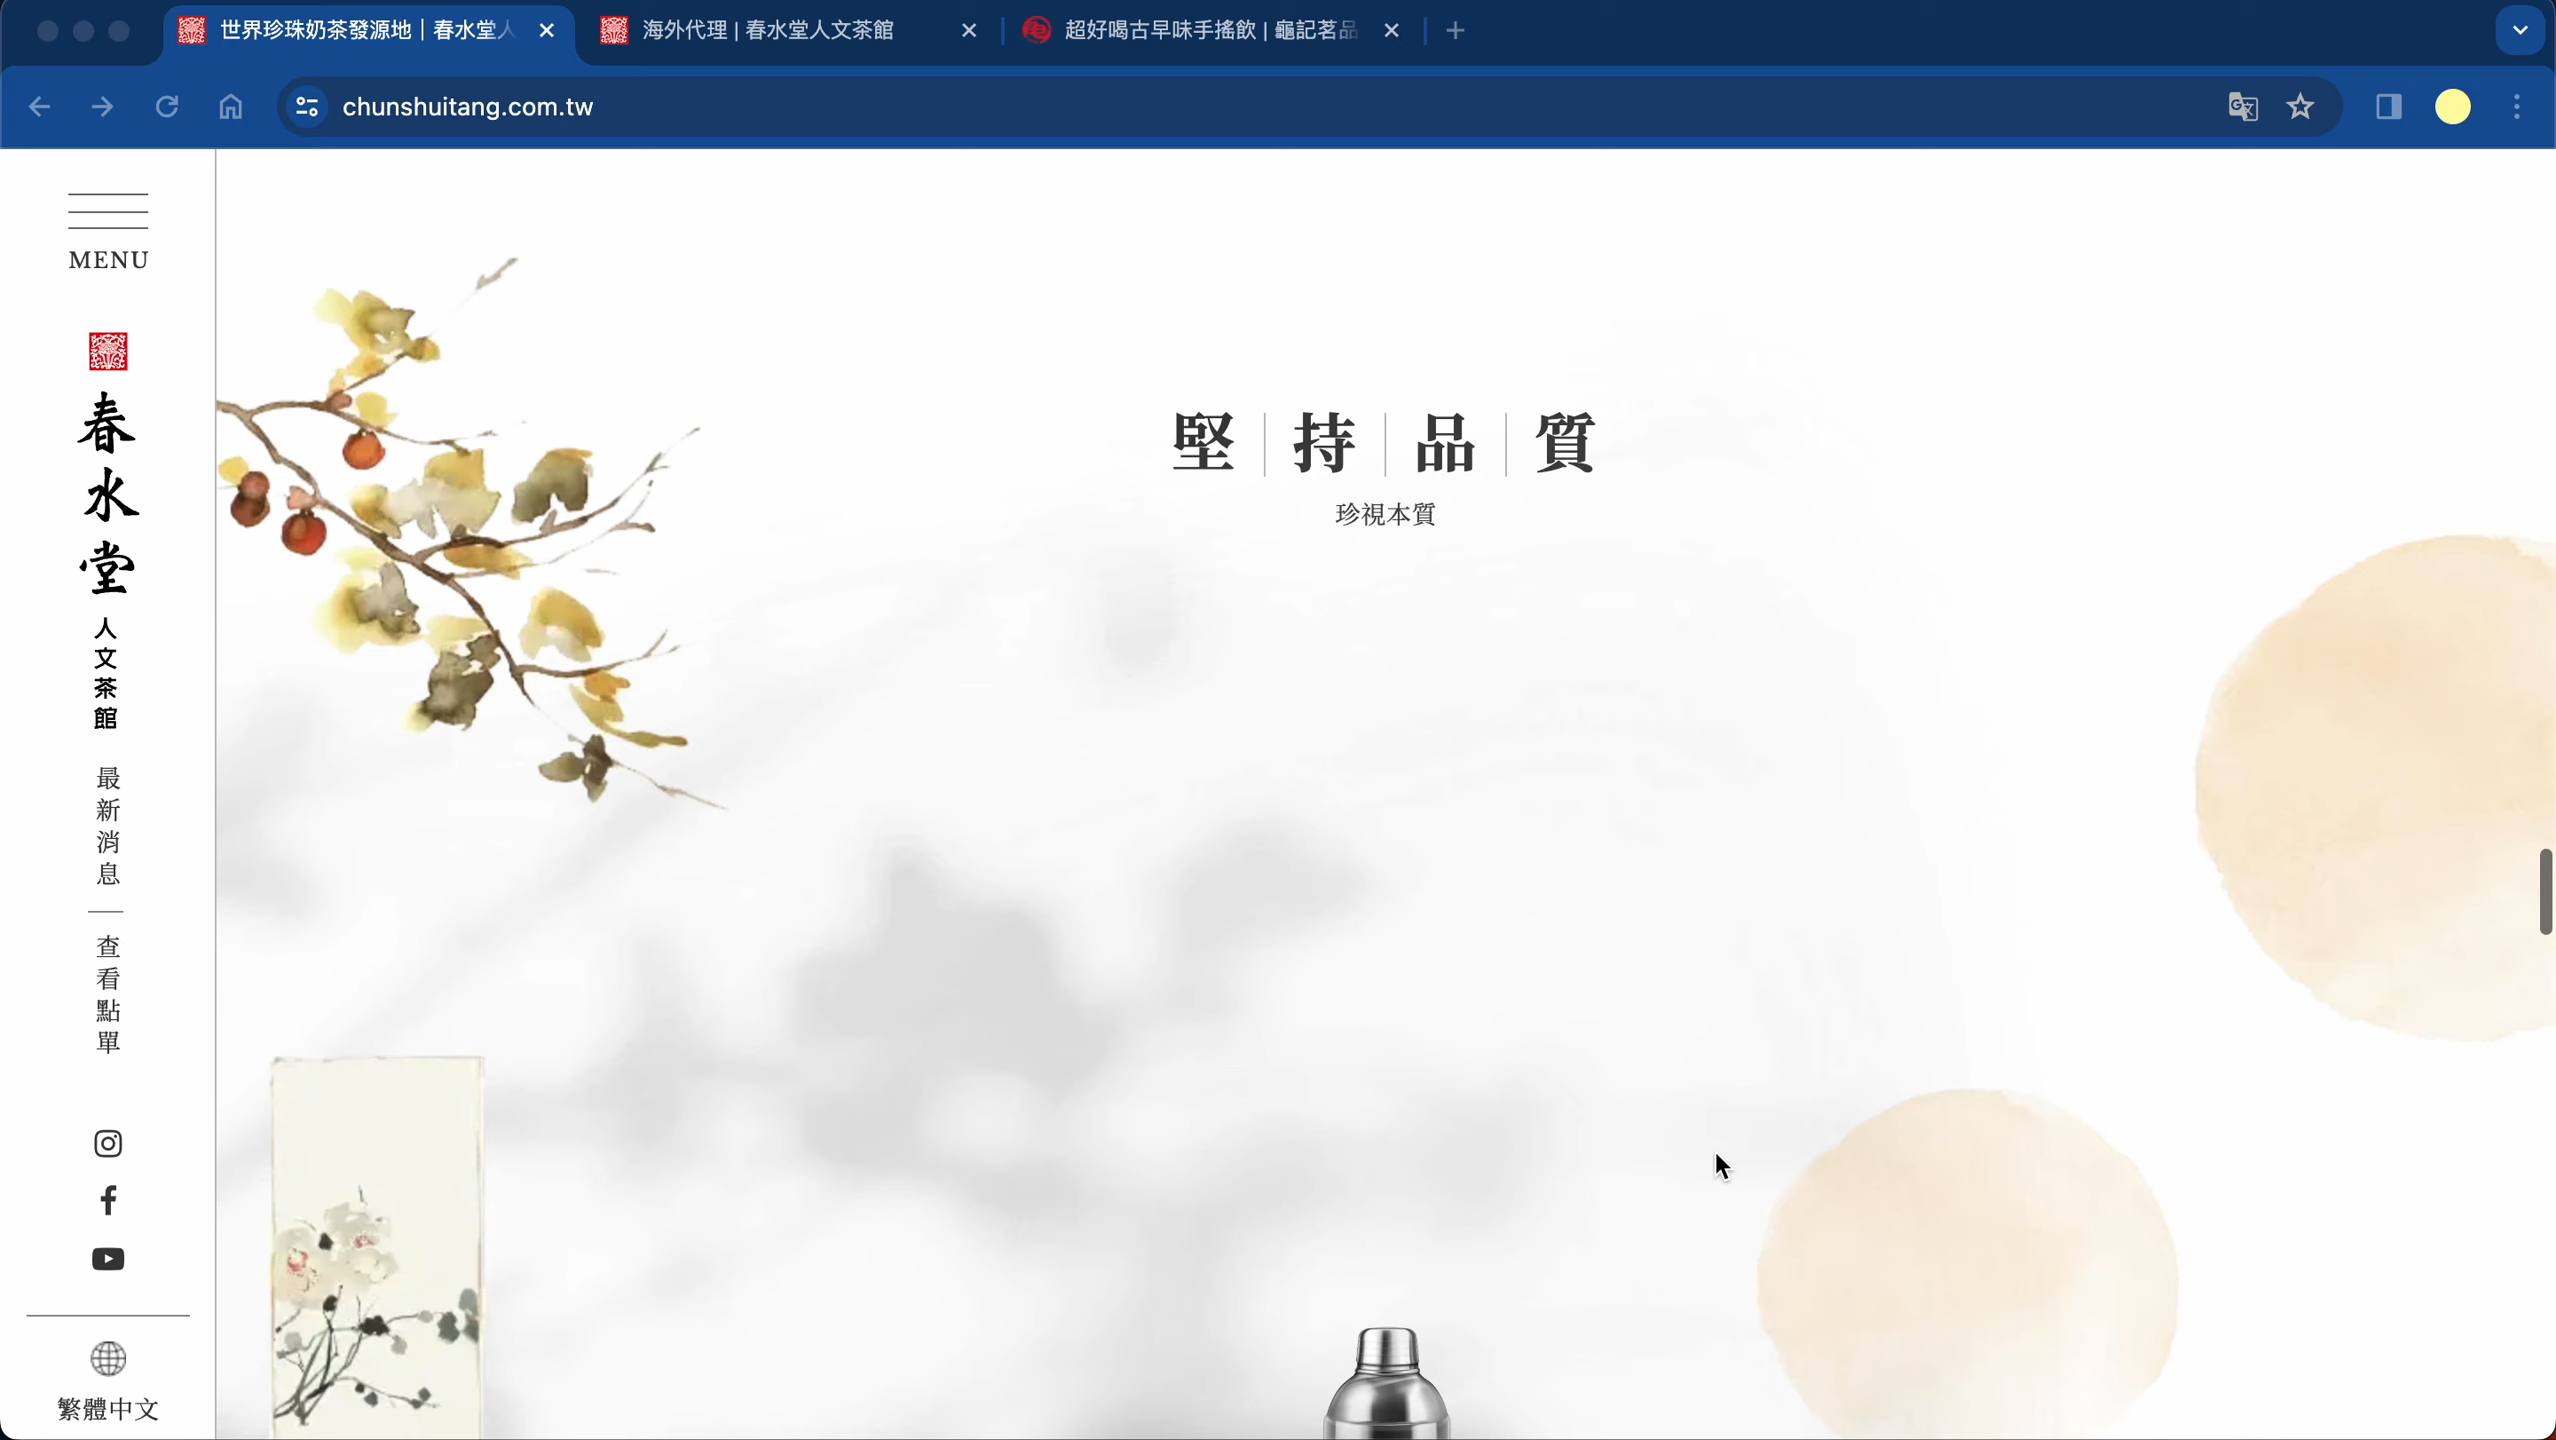 世界珍珠奶茶發源地｜春水堂人
海外代理 | 春水堂人文茶館
超好喝古早味手搖飲 | 龜記茗品
chunshuitang.com.tw
MENU
春水堂
人文茶館
最新消息
查看點單
繁體中文
堅持品質
珍視本質